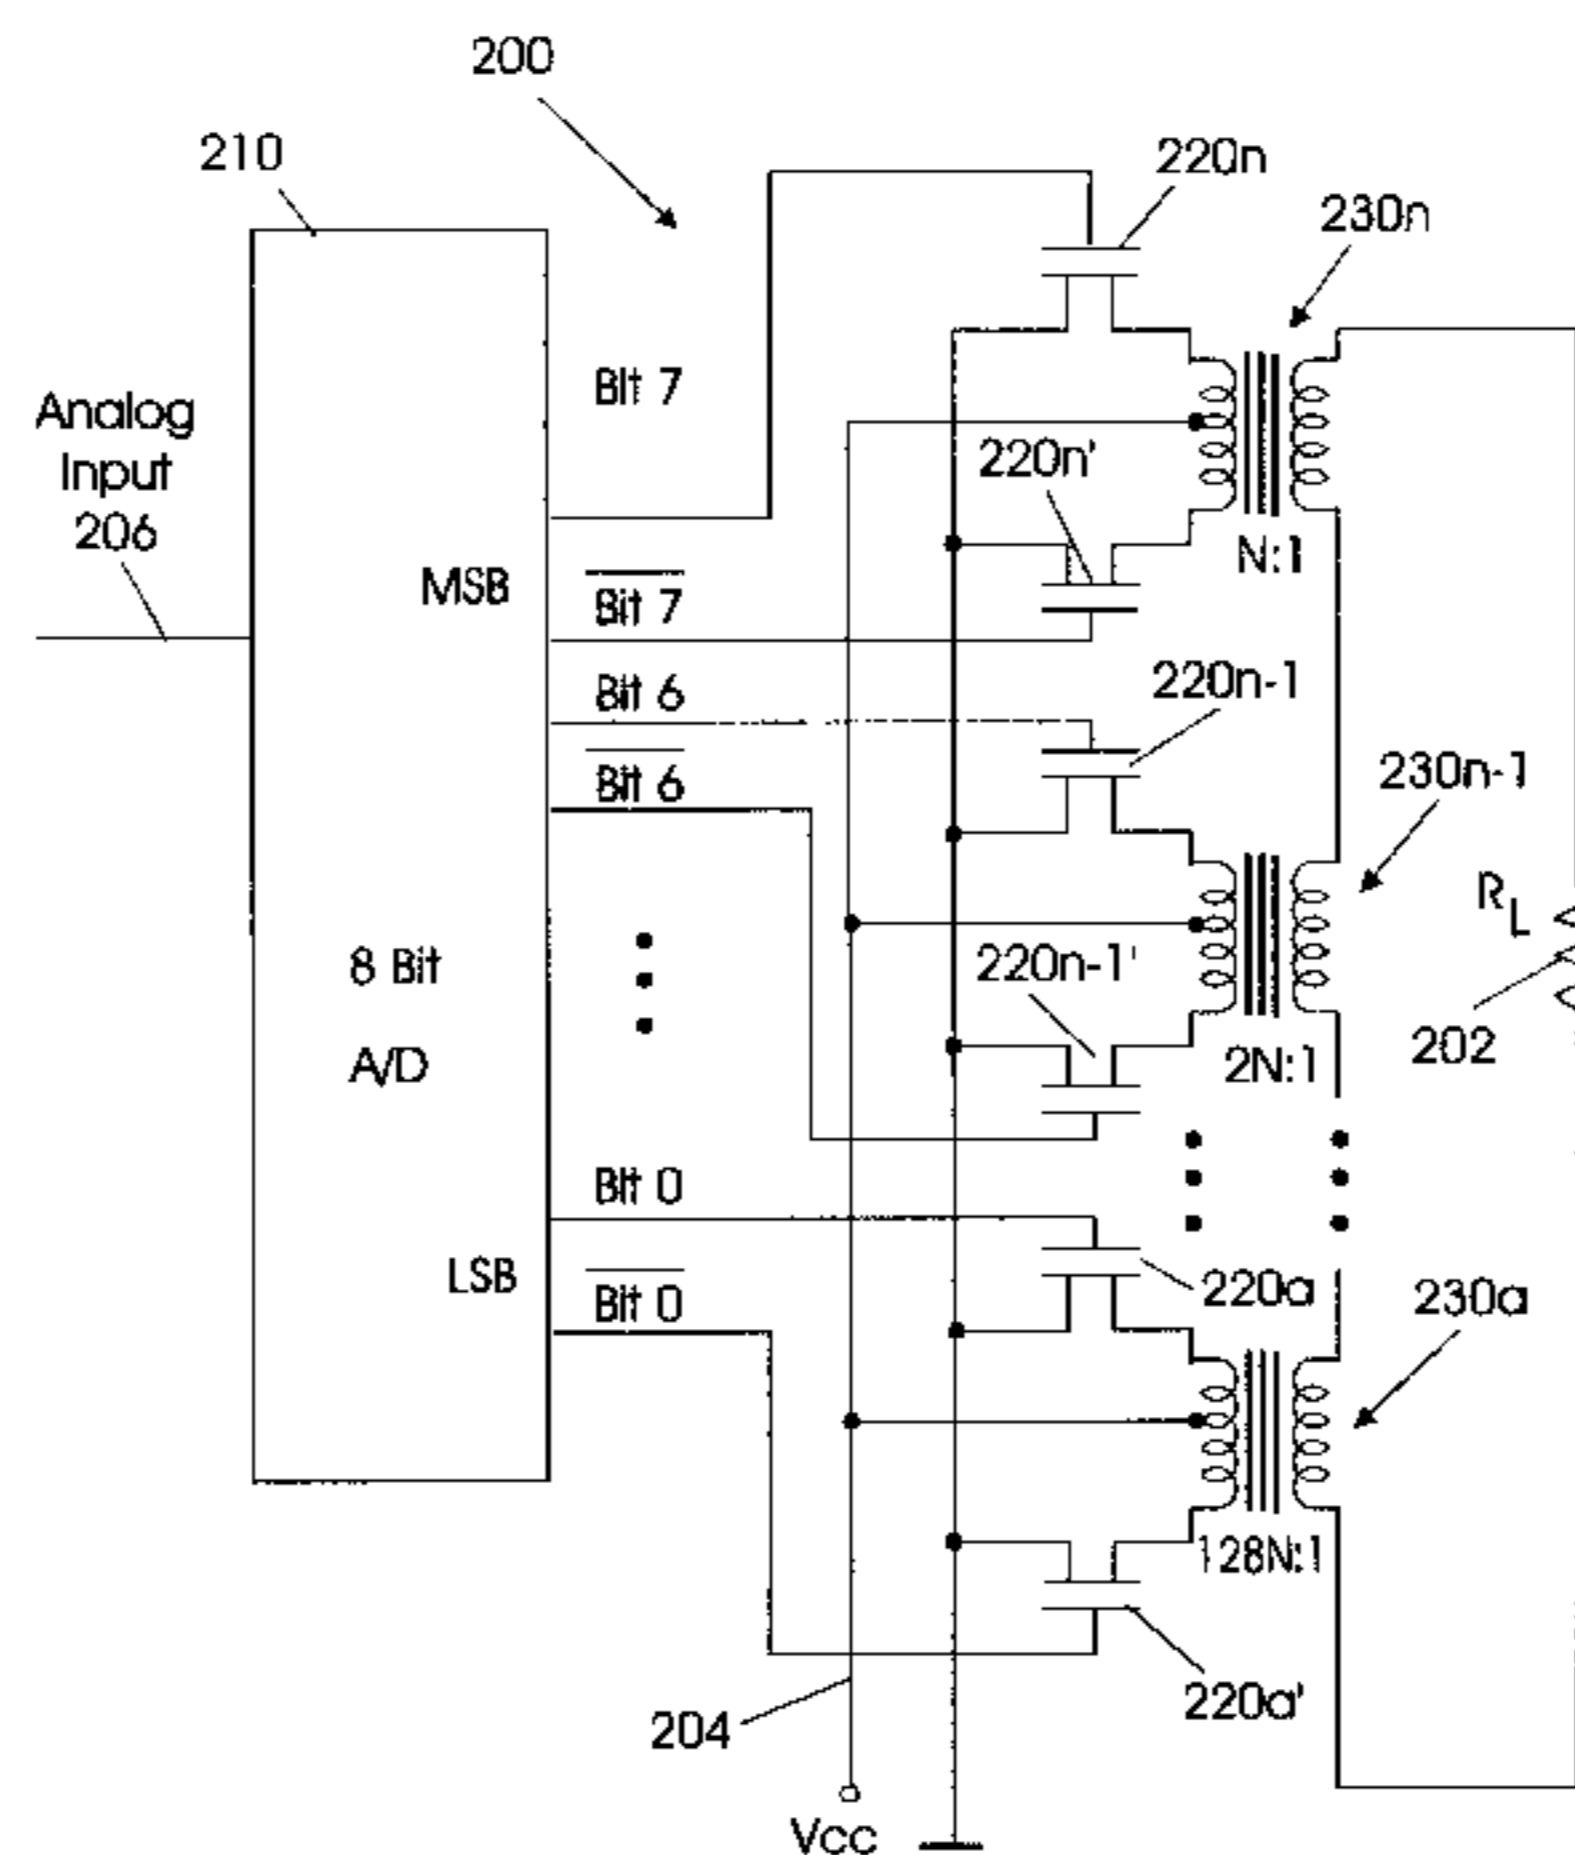 200
210
220n
230n
Bit 7
Analog
Input
206
220n'
N:1
MSB
Bit 7
Bit 6
220n-1
Bit 6
230n-1
R
L
220n-1'
8 Bit
A/D
202
2N:1
Bit 0
LSB
Bit 0
220a
230a
128N:1
220a'
204
Vcc